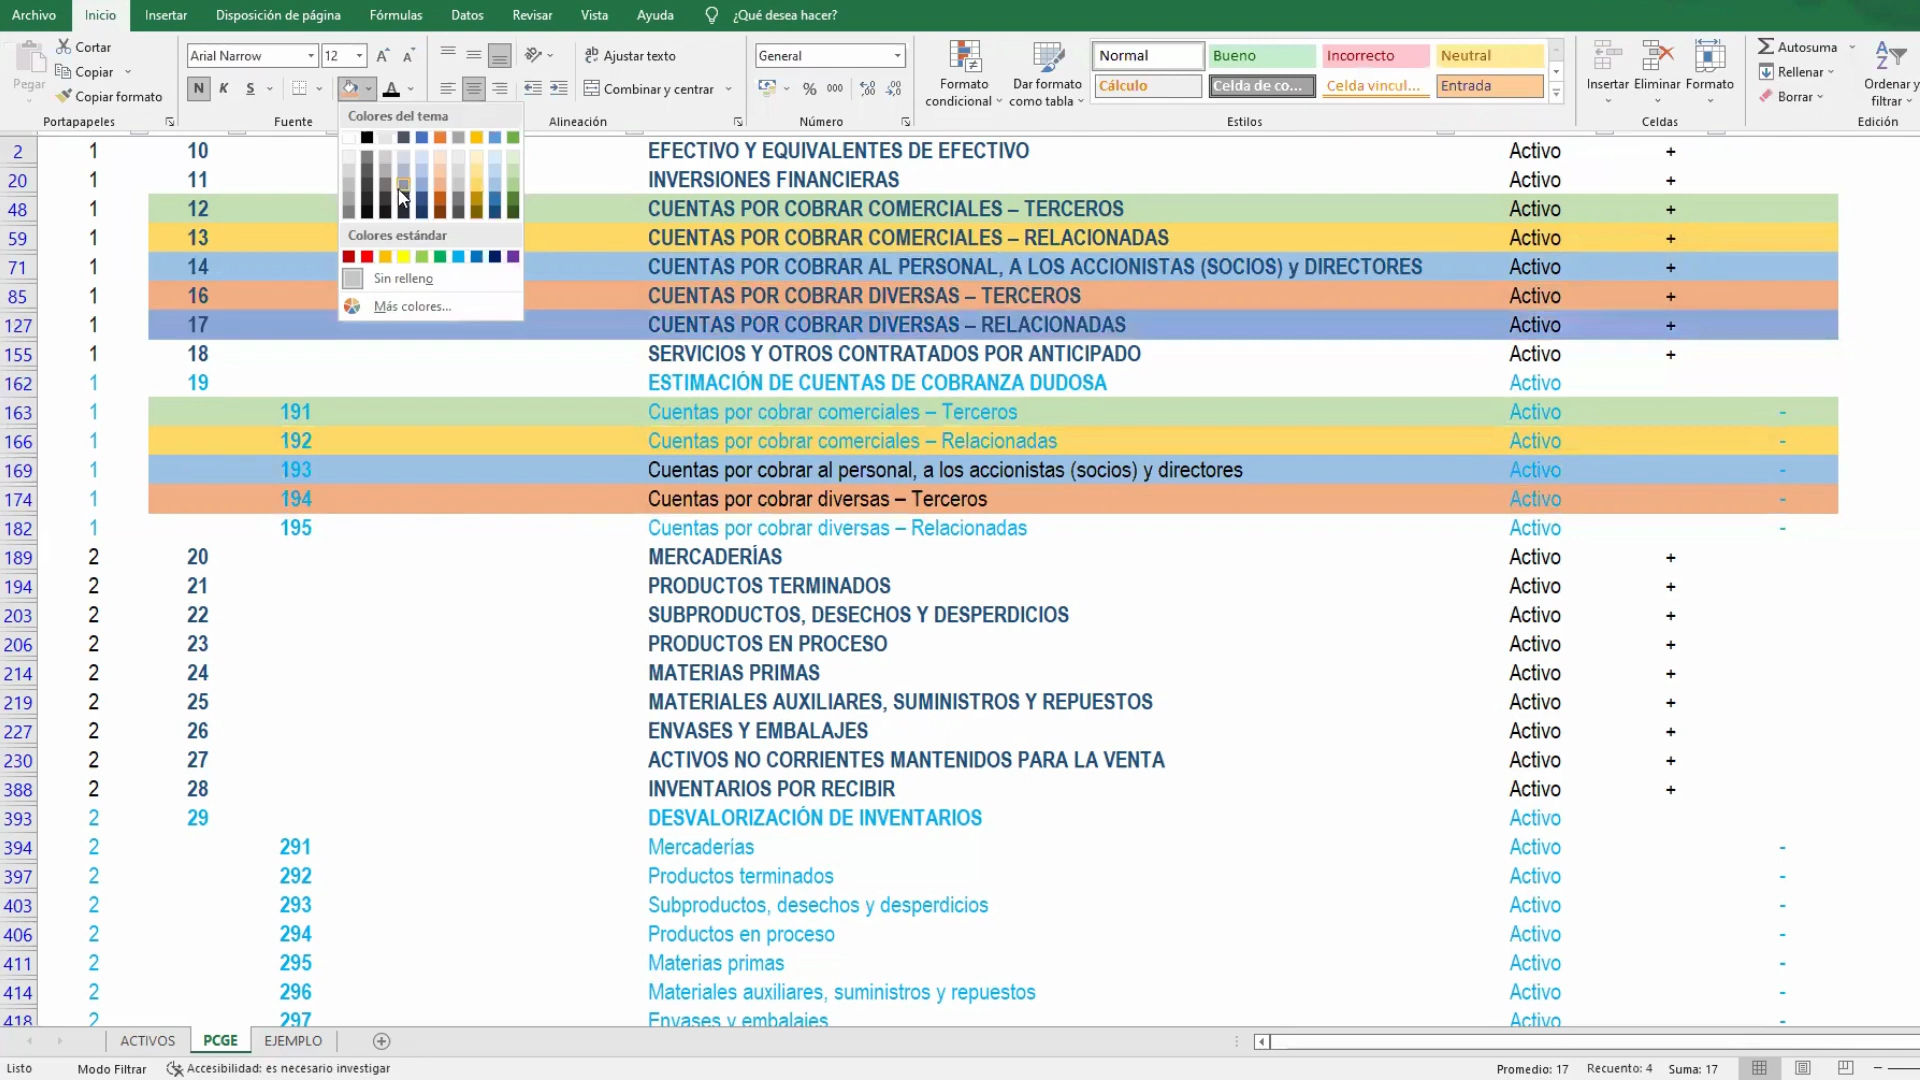 Archivo Inicio Insertar Disposición de página Fórmulas Datos Revisar Vista Ayuda ¿Qué desea hacer?
Pegar
Cortar
Copiar
Copiar formato
Portapapeles
Arial Narrow 12
N K S A
Fuente
Ajustar texto
Combinar y centrar
Alineación
General
% 000
Número
Formato condicional
Dar formato como tabla
Normal Bueno Incorrecto Neutral
Cálculo Celda de co... Celda vincul... Entrada
Estilos
Insertar Eliminar Formato
Celdas
Autosuma
Rellenar
Borrar
Ordenar y
filtrar
Edición
Colores del tema
Colores estándar
Sin relleno
Más colores...
2 1 10 EFECTIVO Y EQUIVALENTES DE EFECTIVO Activo +
20 1 11 INVERSIONES FINANCIERAS Activo +
48 1 12 CUENTAS POR COBRAR COMERCIALES – TERCEROS Activo +
59 1 13 CUENTAS POR COBRAR COMERCIALES – RELACIONADAS Activo +
71 1 14 CUENTAS POR COBRAR AL PERSONAL, A LOS ACCIONISTAS (SOCIOS) y DIRECTORES Activo +
85 1 16 CUENTAS POR COBRAR DIVERSAS – TERCEROS Activo +
127 1 17 CUENTAS POR COBRAR DIVERSAS – RELACIONADAS Activo +
155 1 18 SERVICIOS Y OTROS CONTRATADOS POR ANTICIPADO Activo +
162 1 19 ESTIMACIÓN DE CUENTAS DE COBRANZA DUDOSA Activo
163 1 191 Cuentas por cobrar comerciales – Terceros Activo -
166 1 192 Cuentas por cobrar comerciales – Relacionadas Activo -
169 1 193 Cuentas por cobrar al personal, a los accionistas (socios) y directores Activo -
174 1 194 Cuentas por cobrar diversas – Terceros Activo -
182 1 195 Cuentas por cobrar diversas – Relacionadas Activo -
189 2 20 MERCADERÍAS Activo +
194 2 21 PRODUCTOS TERMINADOS Activo +
203 2 22 SUBPRODUCTOS, DESECHOS Y DESPERDICIOS Activo +
206 2 23 PRODUCTOS EN PROCESO Activo +
214 2 24 MATERIAS PRIMAS Activo +
219 2 25 MATERIALES AUXILIARES, SUMINISTROS Y REPUESTOS Activo +
227 2 26 ENVASES Y EMBALAJES Activo +
230 2 27 ACTIVOS NO CORRIENTES MANTENIDOS PARA LA VENTA Activo +
388 2 28 INVENTARIOS POR RECIBIR Activo +
393 2 29 DESVALORIZACIÓN DE INVENTARIOS Activo
394 2 291 Mercaderías Activo -
397 2 292 Productos terminados Activo -
403 2 293 Subproductos, desechos y desperdicios Activo -
406 2 294 Productos en proceso Activo -
411 2 295 Materias primas Activo -
414 2 296 Materiales auxiliares, suministros y repuestos Activo -
418 2 297 Envases y embalajes Activo -
ACTIVOS PCGE EJEMPLO
Listo Modo Filtrar Accesibilidad: es necesario investigar Promedio: 17 Recuento: 4 Suma: 17